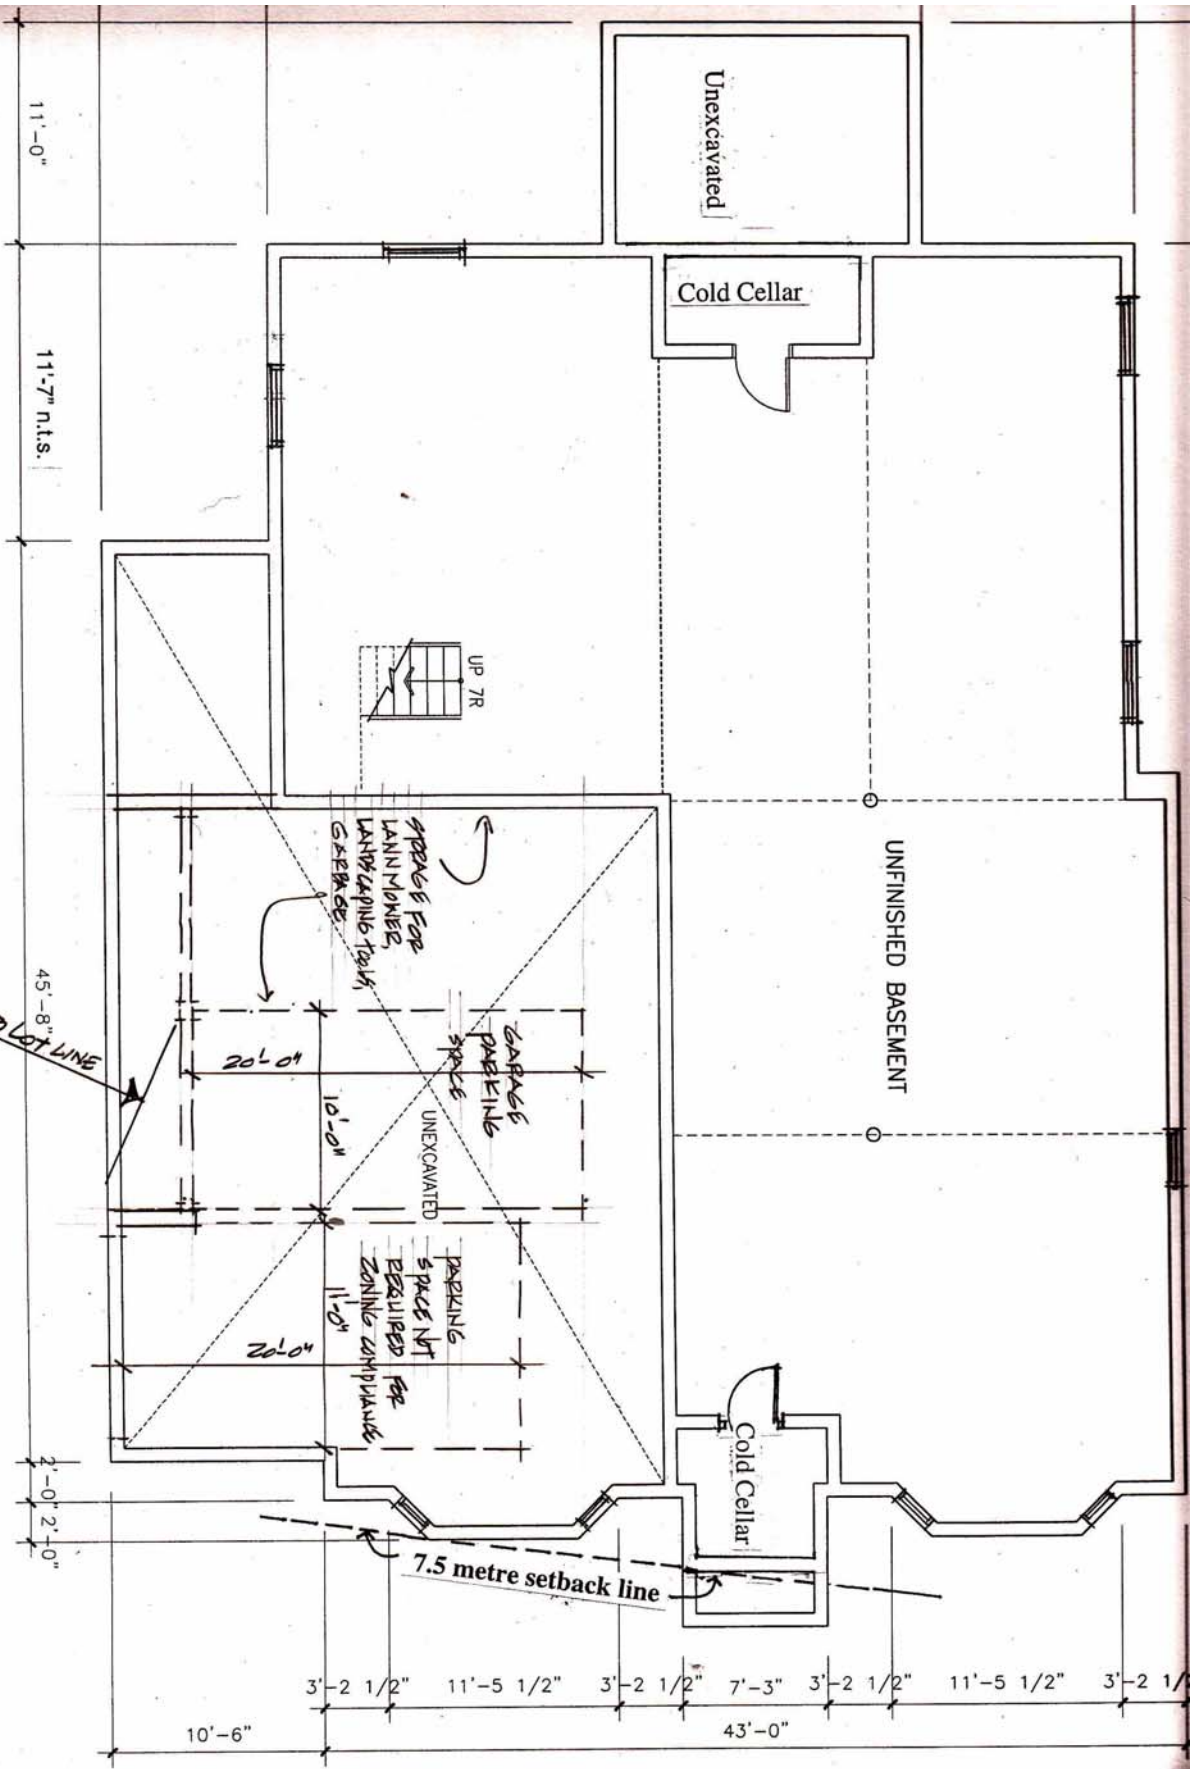 11'-0"
Unexcavated
Cold Cellar
11'-7" n.t.s.
UP 7R
UNFINISHED BASEMENT
STORAGE FOR
LAWNMOWER,
LANDSCAPING TOOLS,
GARBAGE
45'-8"
LOT LINE
GARAGE
PARKING
SPACE
20'-0"
10'-0"
UNEXCAVATED
PARKING
SPACE NOT
REQUIRED FOR
ZONING COMPLIANCE
11'-0"
20'-0"
Cold Cellar
2'-0"
2'-0"
7.5 metre setback line
3'-2 1/2"
11'-5 1/2"
3'-2 1/2"
7'-3"
3'-2 1/2"
11'-5 1/2"
3'-2
10'-6"
43'-0"